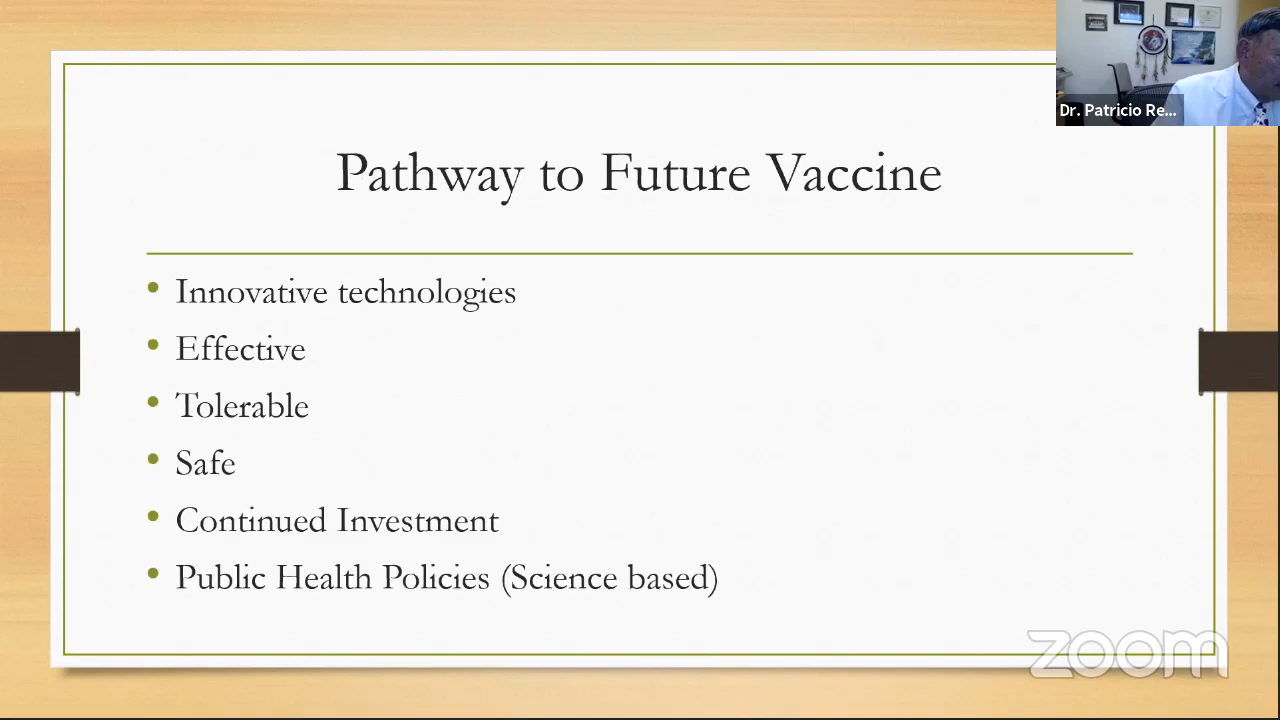 Dr. Patricio Re...
Pathway to Future Vaccine
• Innovative technologies
• Effective
• Tolerable
• Safe
• Continued Investment
• Public Health Policies (Science based)
zoom